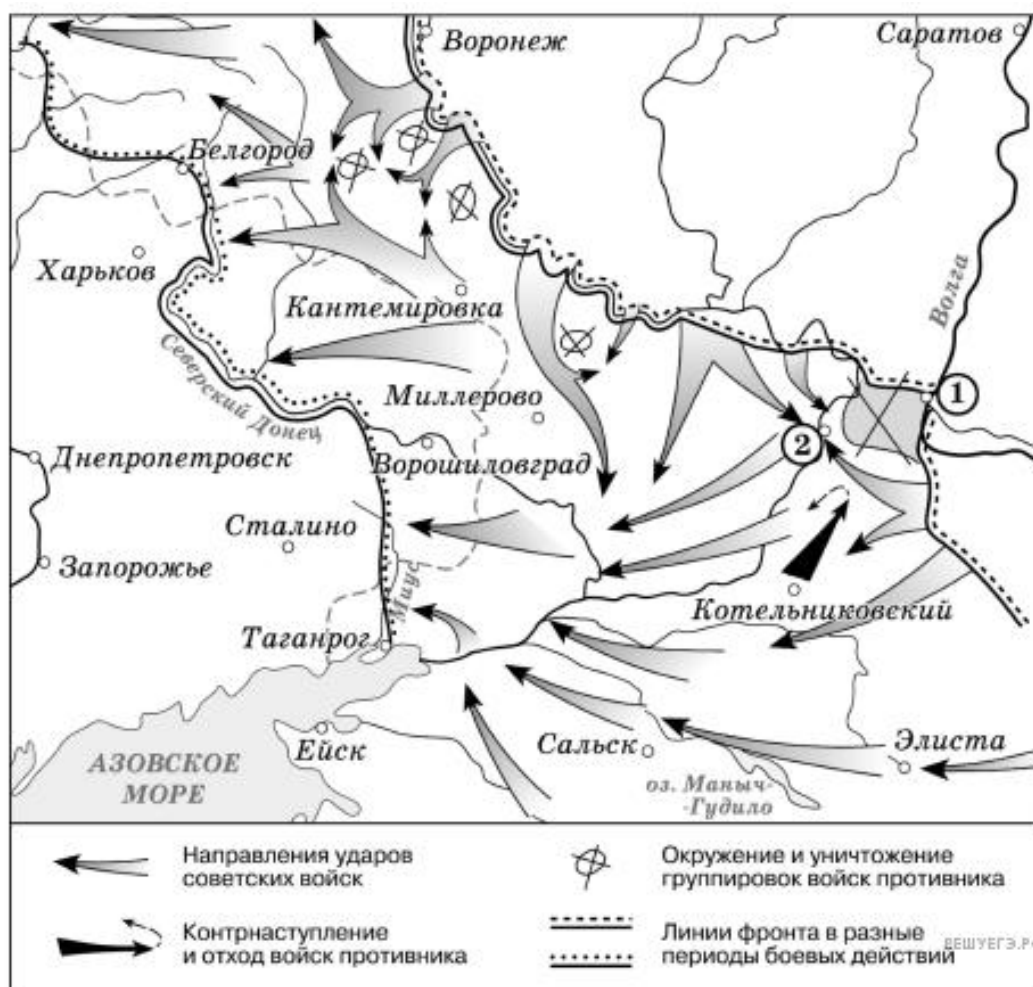 Воронеж
Саратов
Белгород
Волга
Харьков
Кантемировка
Северский Донец
Миллерово
1
2
Днепропетровск
Ворошиловград
Сталино
Запорожье
Миус
Котельниковский
Таганрог
Ейск
Сальск
Элиста
АЗОВСКОЕ
МОРЕ
оз. Маныч-
-Гудило
Направления ударов
советских войск
Окружение и уничтожение
группировок войск противника
Контрнаступление
и отход войск противника
Линии фронта в разные
периоды боевых действий